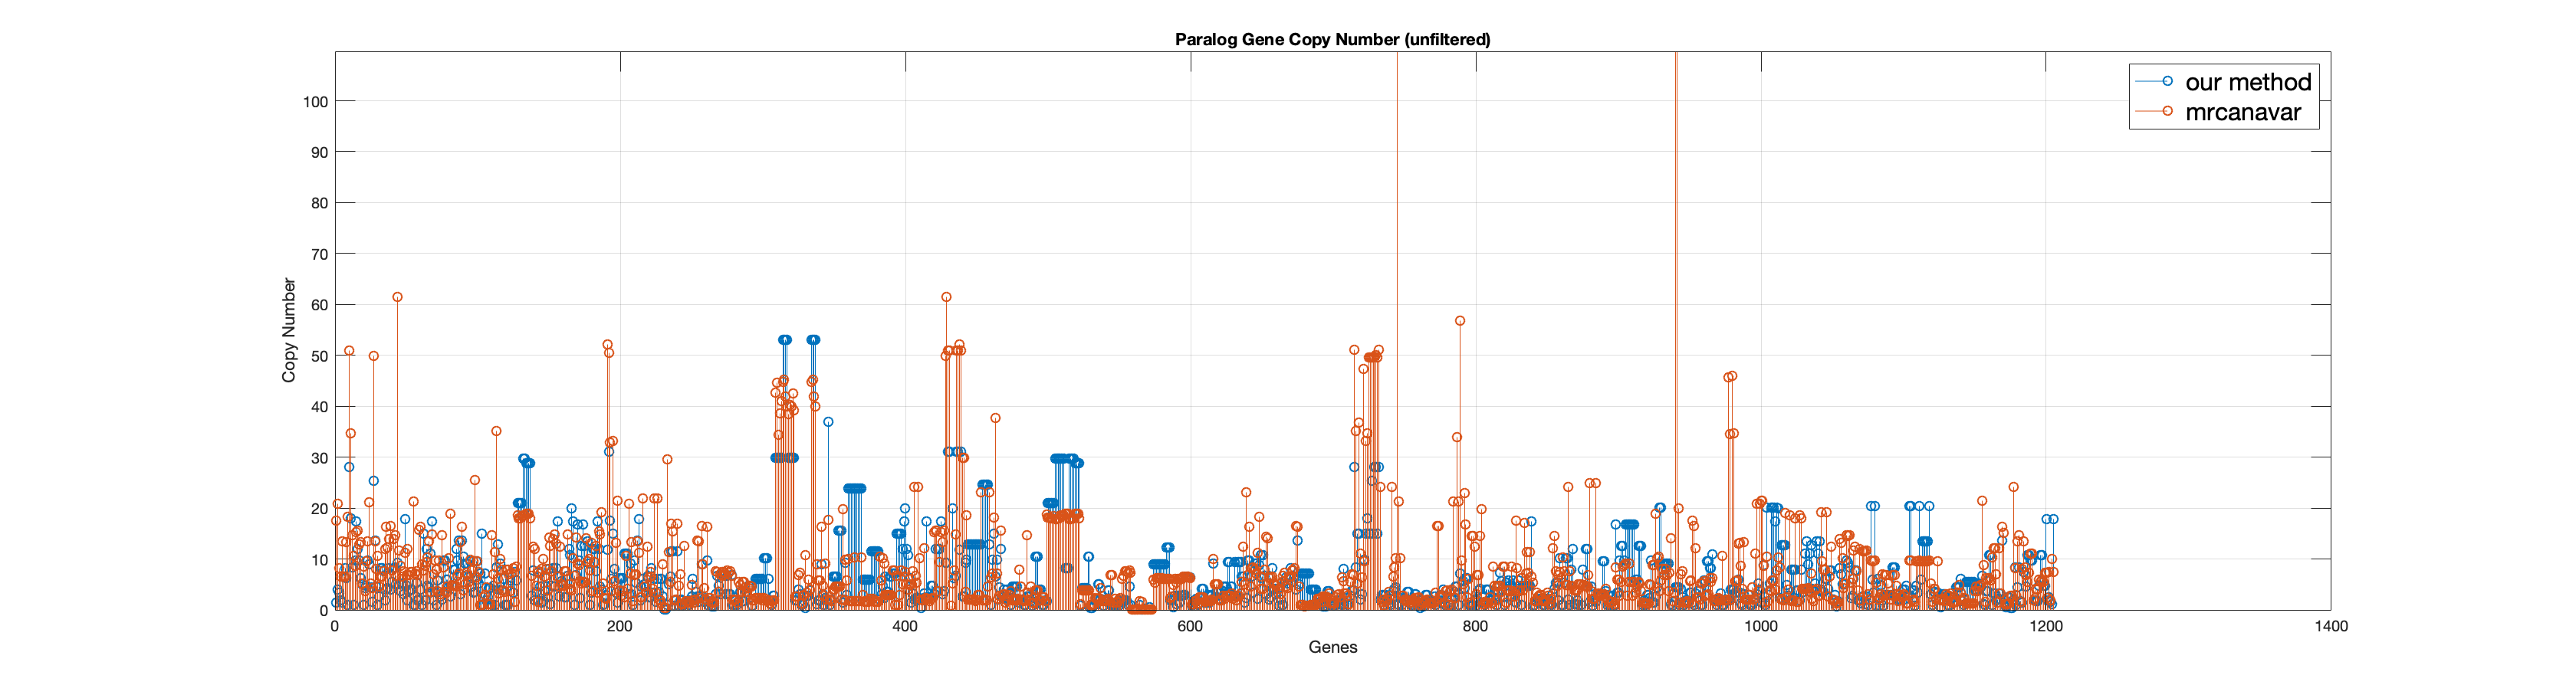 Paralog Gene Copy Number (unfiltered)
our method
mrcanavar
Copy Number
100
90
80
70
60
50
40
30
20
10
0
0 200 400 600 800 1000 1200 1400
Genes